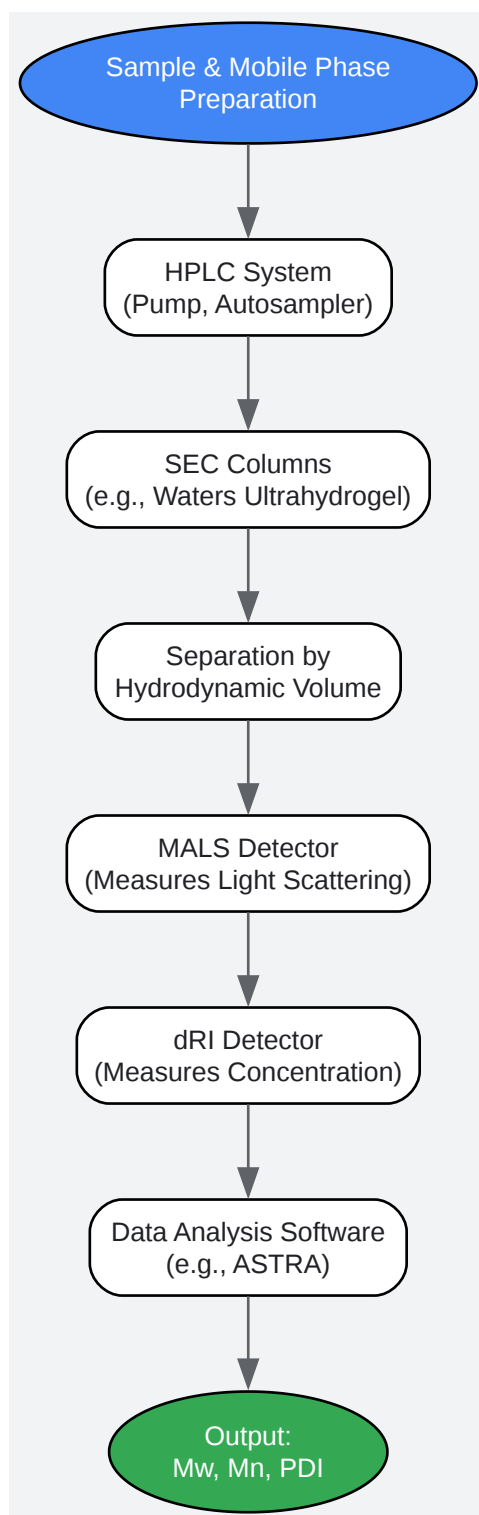 Sample & Mobile Phase
Preparation
HPLC System
(Pump, Autosampler)
SEC Columns
(e.g., Waters Ultrahydrogel)
Separation by
Hydrodynamic Volume
MALS Detector
(Measures Light Scattering)
dRI Detector
(Measures Concentration)
Data Analysis Software
(e.g., ASTRA)
Output:
Mw, Mn, PDI